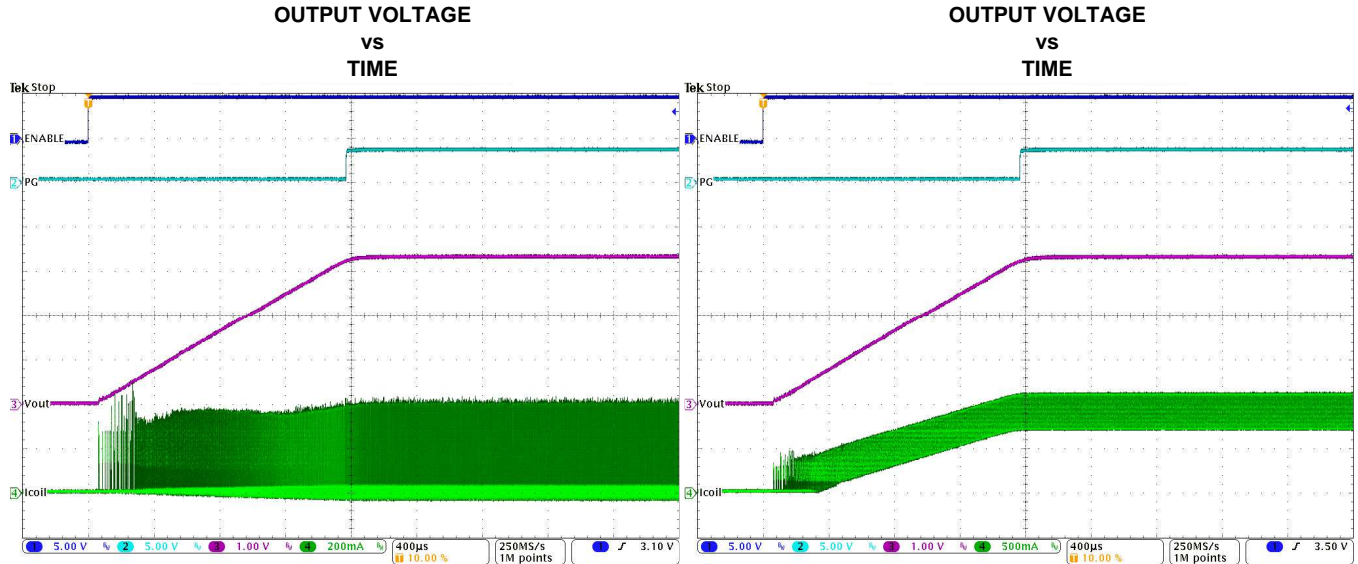 OUTPUT VOLTAGE
vs
TIME
Tek Stop
T
1 ENABLE
2 PG
3 Vout
4 Icoil
1 5.00 V 2 5.00 V 3 1.00 V 4 200mA
400µs
T 10.00 %
250MS/s
1M points
1 3.10 V
OUTPUT VOLTAGE
vs
TIME
Tek Stop
T
1 ENABLE
2 PG
3 Vout
4 Icoil
1 5.00 V 2 5.00 V 3 1.00 V 4 500mA
400µs
T 10.00 %
250MS/s
1M points
1 3.50 V